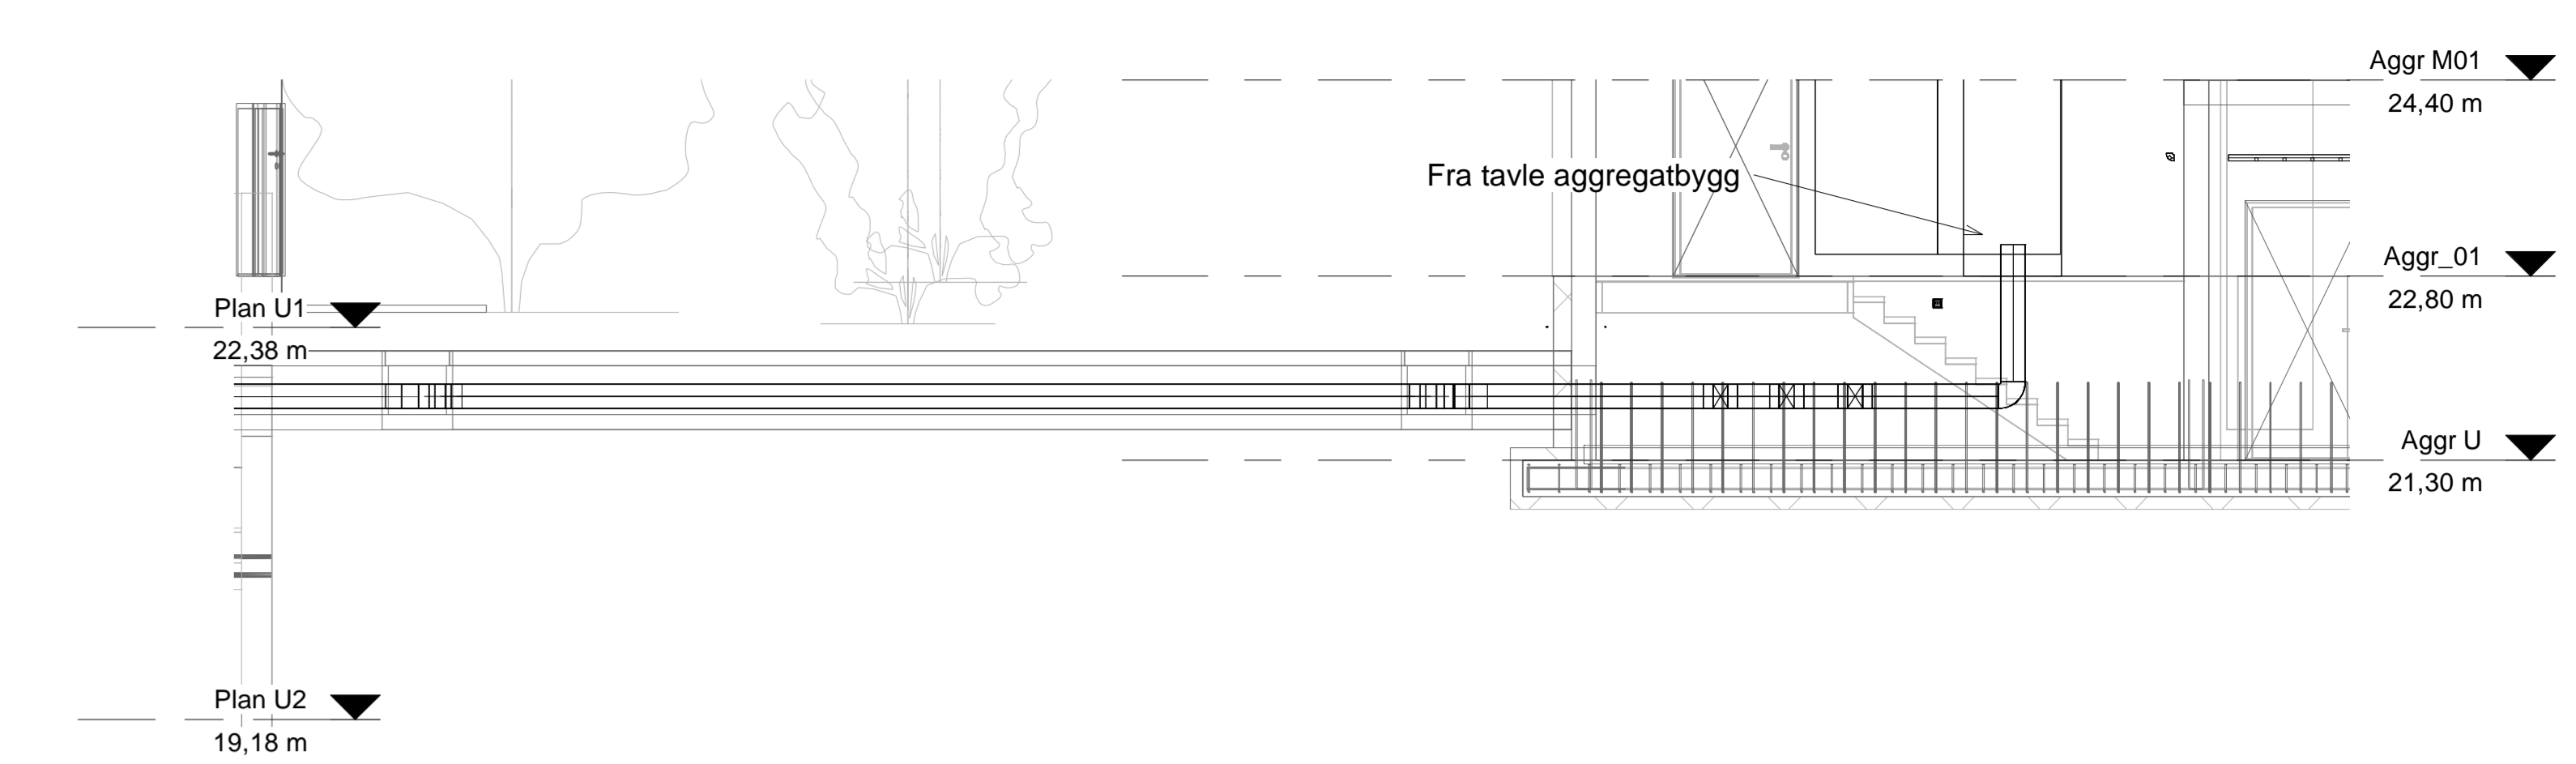 Aggr M01
24,40 m
Fra tavle aggregatbygg
Aggr_01
22,80 m
Plan U1
22,38 m
Aggr U
21,30 m
Plan U2
19,18 m